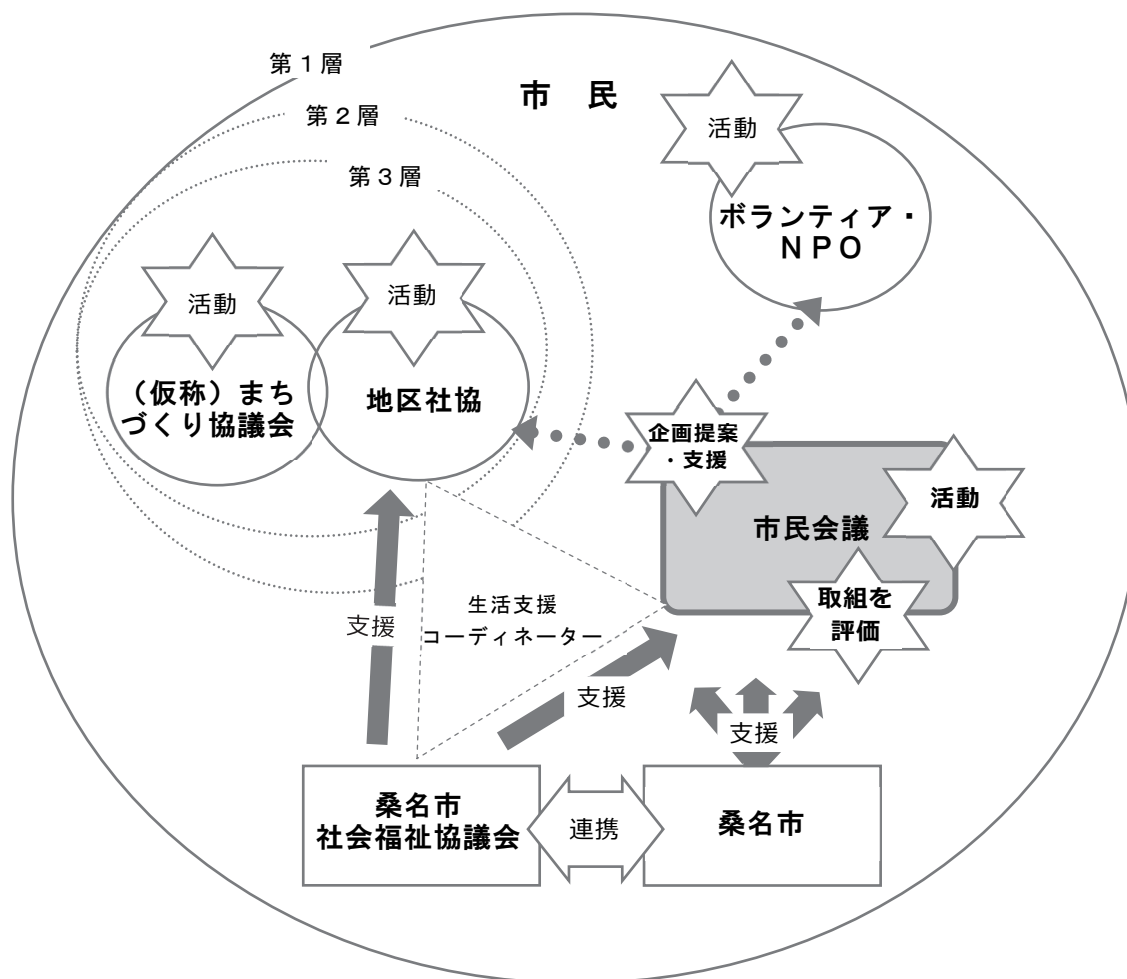 第１層
市　民
第２層
第３層
活動
ボランティア・
ＮＰＯ
活動
活動
（仮称）まち
づくり協議会
地区社協
企画提案
・支援
市民会議
活動
取組を
評価
生活支援
コーディネーター
支援
支援
支援
桑名市
社会福祉協議会
連携
桑名市